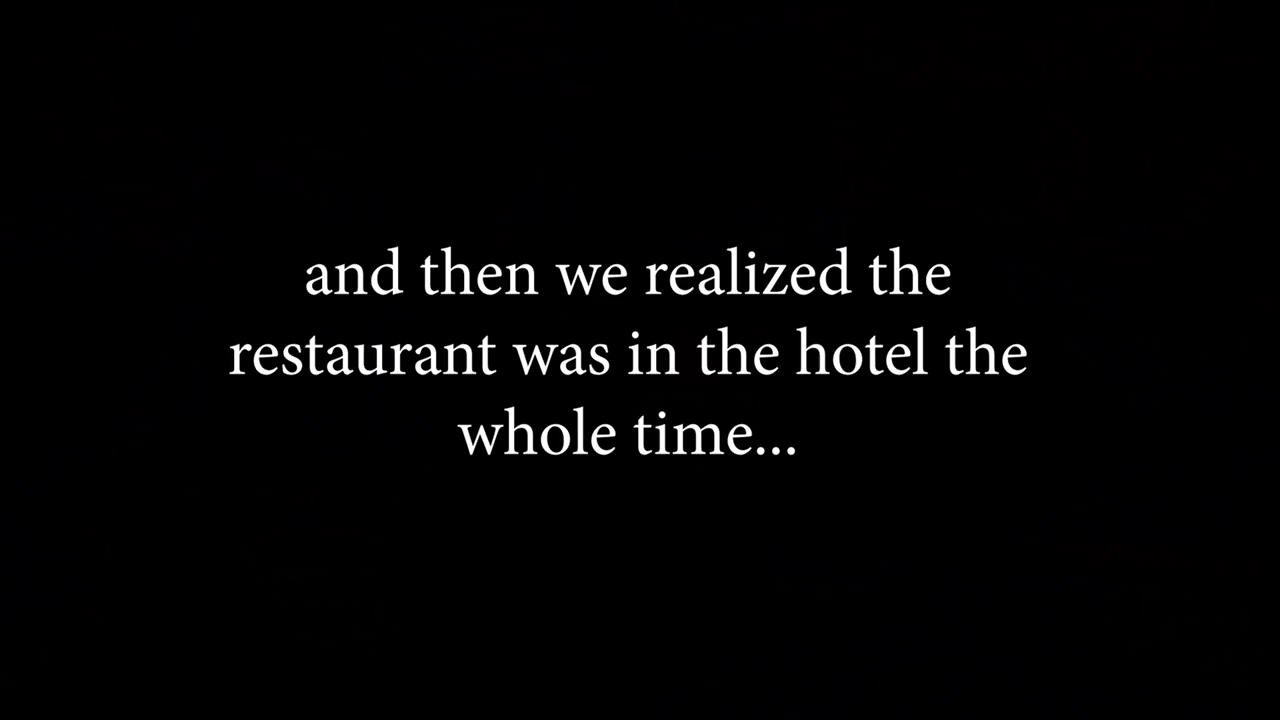 and then we realized the
restaurant was in the hotel the
whole time...